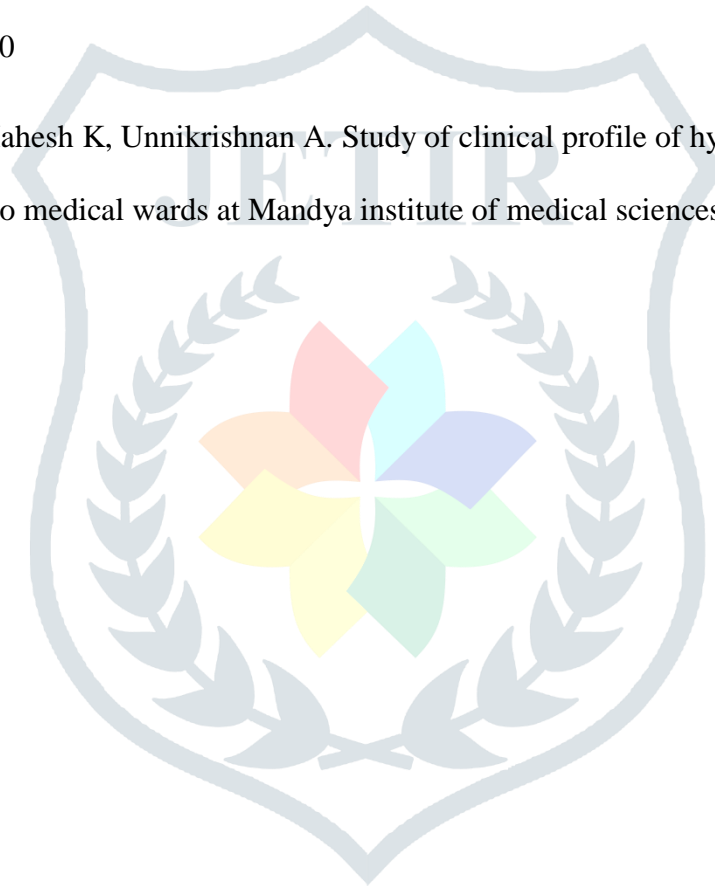 0
ahesh K, Unnikrishnan A. Study of clinical profile of hy
JETIR
o medical wards at Mandya institute of medical sciences